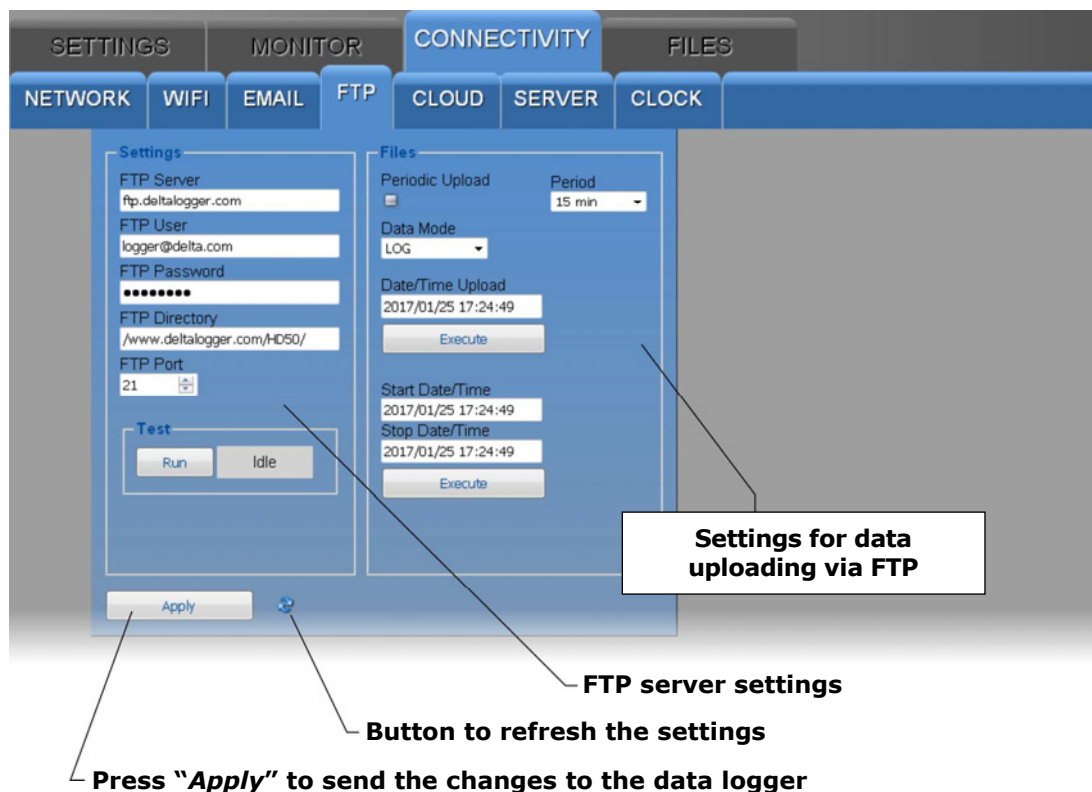 SETTINGS MONITOR CONNECTIVITY FILES
NETWORK WIFI EMAIL FTP CLOUD SERVER CLOCK
Settings
FTP Server
ftp.deltalogger.com
FTP User
logger@delta.com
FTP Password
••••••••
FTP Directory
/www.deltalogger.com/HD50/
FTP Port
21
Test
Run Idle
Files
Periodic Upload Period
15 min
Data Mode
LOG
Date/Time Upload
2017/01/25 17:24:49
Execute
Start Date/Time
2017/01/25 17:24:49
Stop Date/Time
2017/01/25 17:24:49
Execute
Settings for data
uploading via FTP
Apply
FTP server settings
Button to refresh the settings
Press “Apply” to send the changes to the data logger